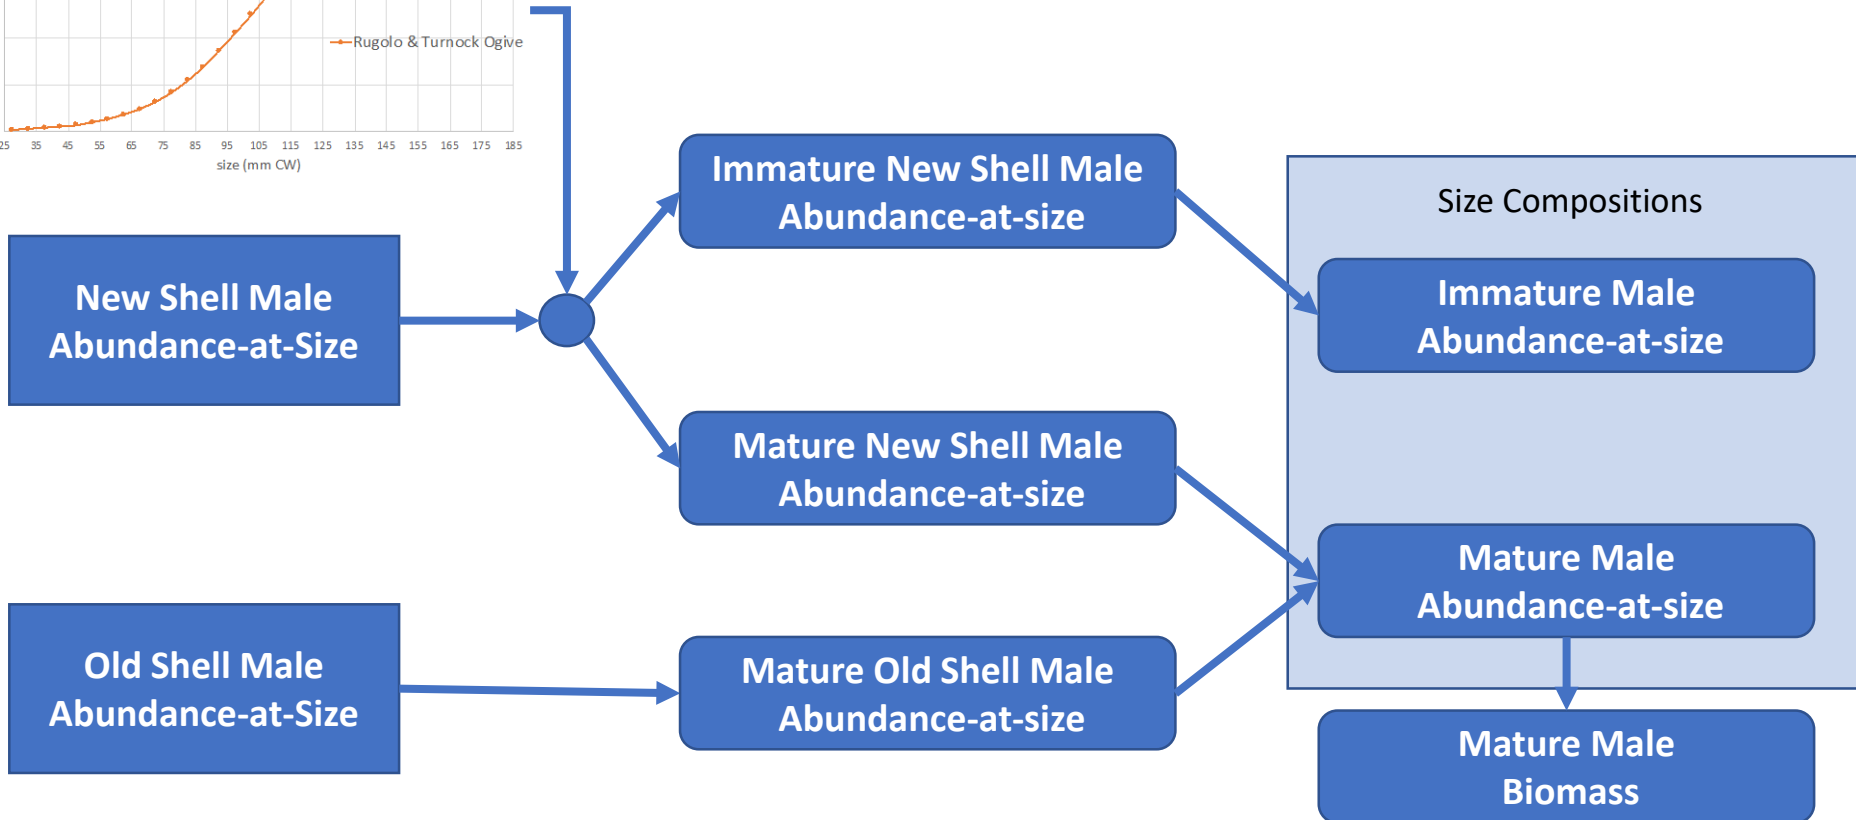 Rugolo & Turnock Ogive
25 35 45 55 65 75 85 95 105 115 125 135 145 155 165 175 185
size (mm CW)
Immature New Shell Male
Abundance-at-size
Size Compositions
New Shell Male
Abundance-at-Size
Immature Male
Abundance-at-size
Mature New Shell Male
Abundance-at-size
Mature Male
Abundance-at-size
Old Shell Male
Abundance-at-Size
Mature Old Shell Male
Abundance-at-size
Mature Male
Biomass